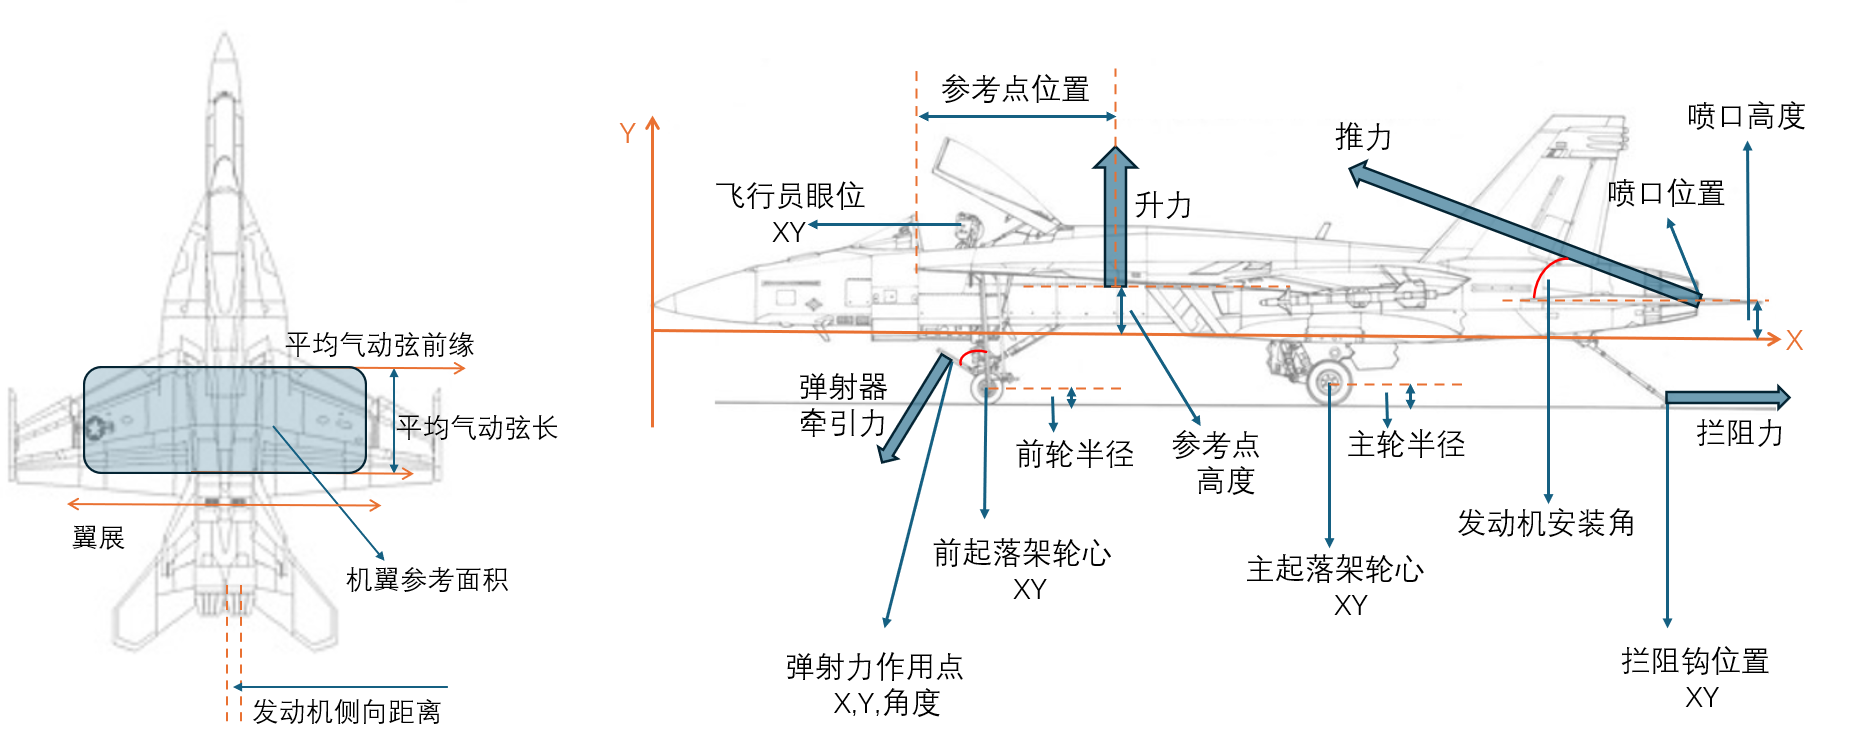 平均气动弦前缘
平均气动弦长
翼展
机翼参考面积
发动机侧向距离
Y
参考点位置
飞行员眼位
XY
升力
推力
喷口高度
喷口位置
X
弹射器
牵引力
前轮半径
参考点
高度
主轮半径
拦阻力
发动机安装角
前起落架轮心
XY
主起落架轮心
XY
弹射力作用点
X,Y,角度
拦阻钩位置
XY